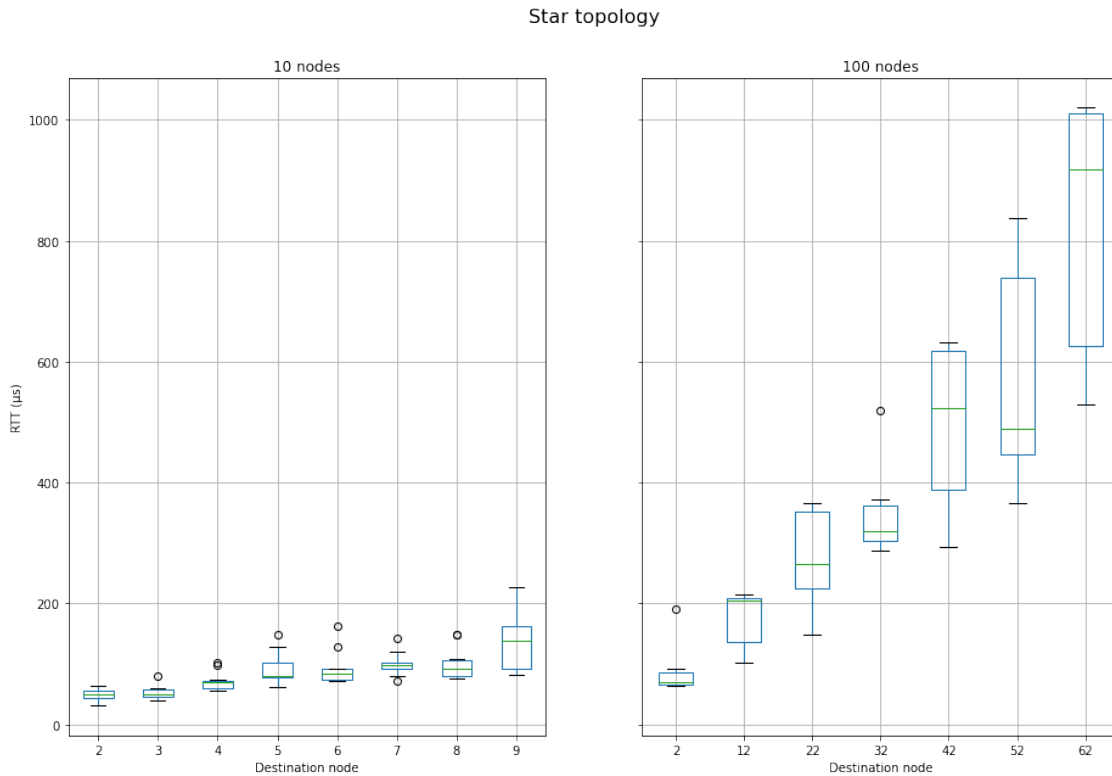 Star topology
10 nodes
100 nodes
RTT (µs)
1000
800
600
400
200
0
2 3 4 5 6 7 8 9
Destination node
2 12 22 32 42 52 62
Destination node